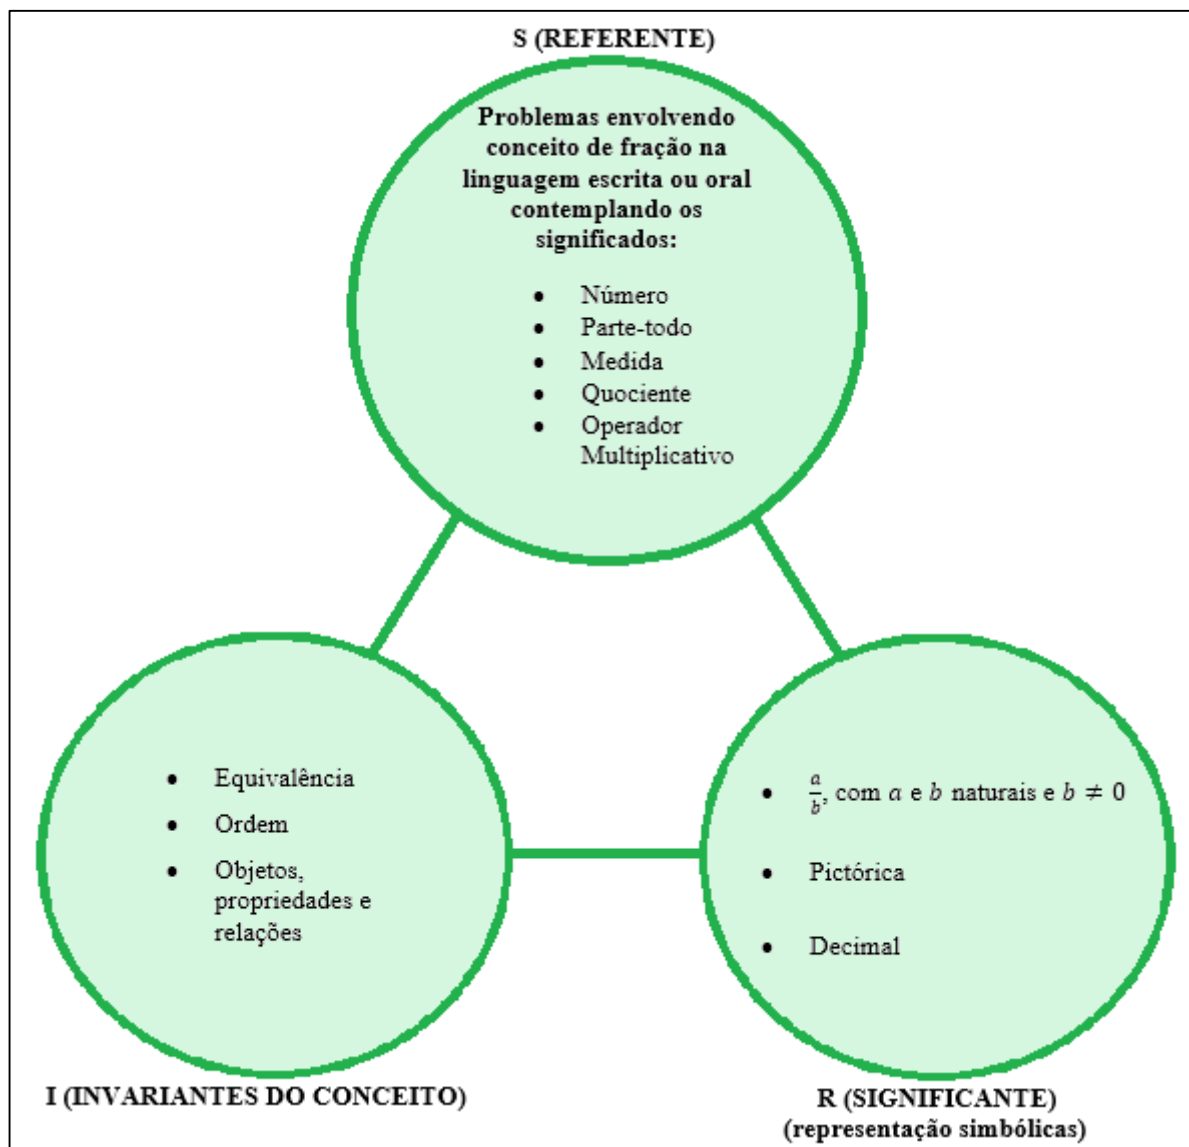 S (REFERENTE)
Problemas envolvendo
conceito de fração na
linguagem escrita ou oral
contemplando os
significados:
• Número
• Parte-todo
• Medida
• Quociente
• Operador
Multiplicativo
• Equivalência
• Ordem
• Objetos,
propriedades e
relações
I (INVARIANTES DO CONCEITO)
• a/b, com a e b naturais e b ≠ 0
• Pictórica
• Decimal
R (SIGNIFICANTE)
(representação simbólicas)